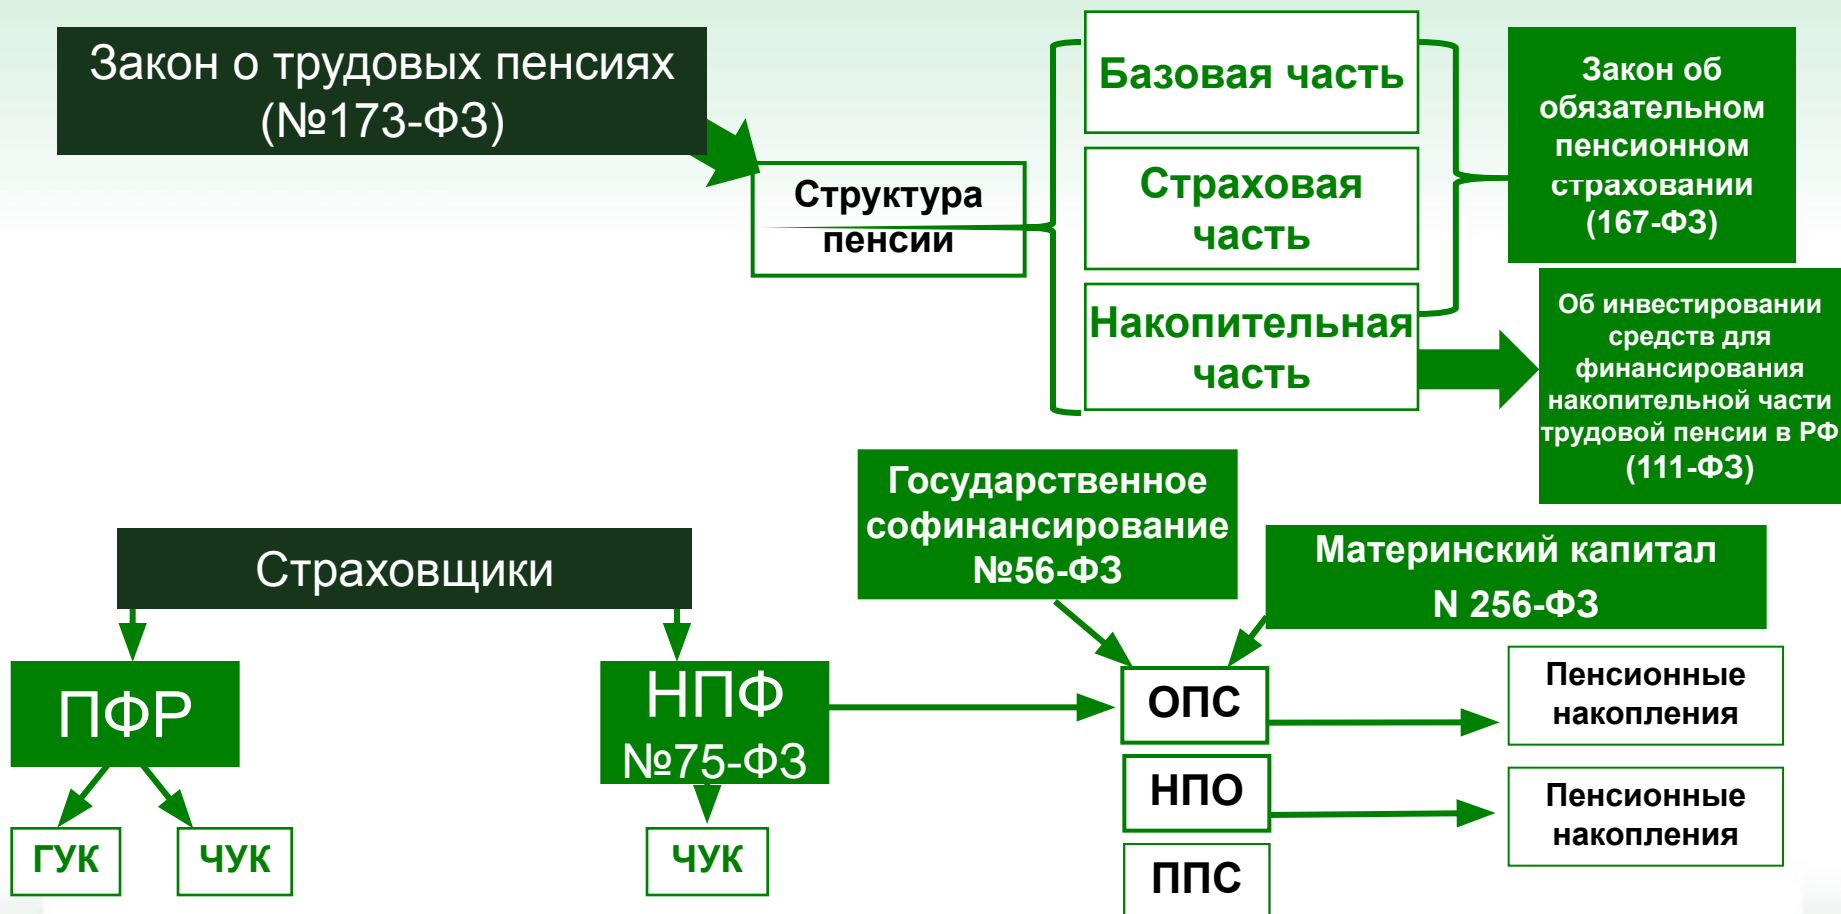 Закон о трудовых пенсиях
(№173-ФЗ)
Структура
пенсии
Базовая часть
Страховая
часть
Накопительная
часть
Закон об
обязательном
пенсионном
страховании
(167-ФЗ)
Об инвестировании
средств для
финансирования
накопительной части
трудовой пенсии в РФ
(111-ФЗ)
Государственное
софинансирование
№56-ФЗ
Материнский капитал
N 256-ФЗ
Страховщики
ПФР
НПФ
№75-ФЗ
ГУК
ЧУК
ЧУК
ОПС
НПО
ППС
Пенсионные
накопления
Пенсионные
накопления